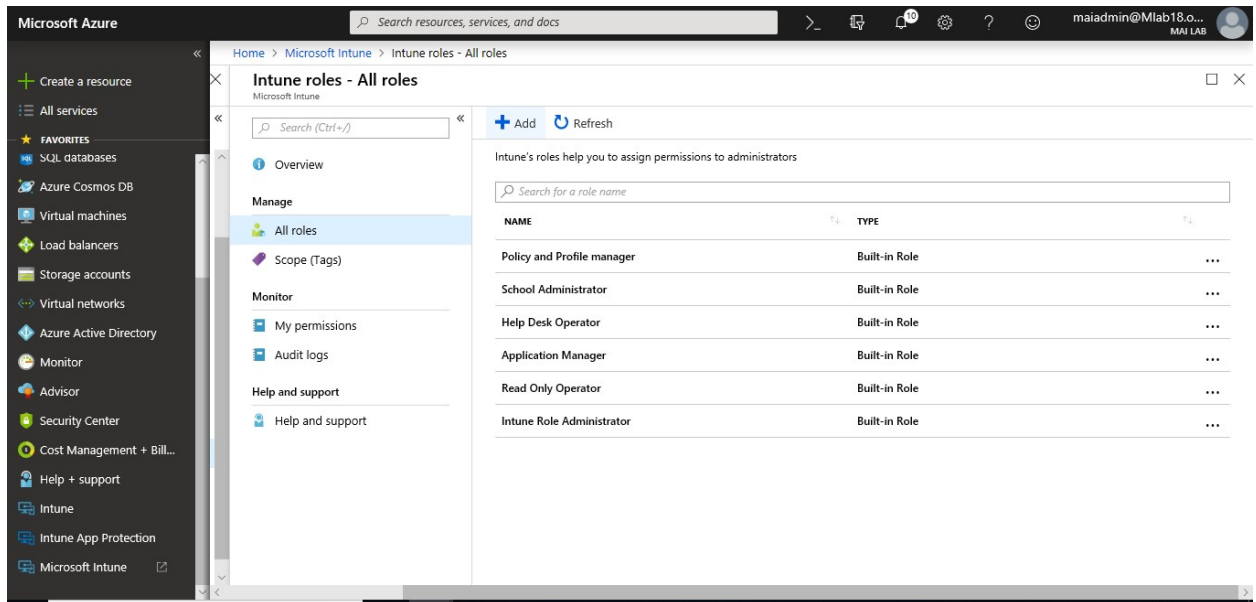 Microsoft Azure
Search resources, services, and docs
10
maiadmin@Mlab18.o...
MAI LAB
Create a resource
All services
FAVORITES
SQL databases
Azure Cosmos DB
Virtual machines
Load balancers
Storage accounts
Virtual networks
Azure Active Directory
Monitor
Advisor
Security Center
Cost Management + Bill...
Help + support
Intune
Intune App Protection
Microsoft Intune
Home > Microsoft Intune > Intune roles - All roles
Intune roles - All roles
Microsoft Intune
Search (Ctrl+/)
Overview
Manage
All roles
Scope (Tags)
Monitor
My permissions
Audit logs
Help and support
Help and support
Add Refresh
Intune's roles help you to assign permissions to administrators
Search for a role name
NAME TYPE
Policy and Profile manager Built-in Role
School Administrator Built-in Role
Help Desk Operator Built-in Role
Application Manager Built-in Role
Read Only Operator Built-in Role
Intune Role Administrator Built-in Role